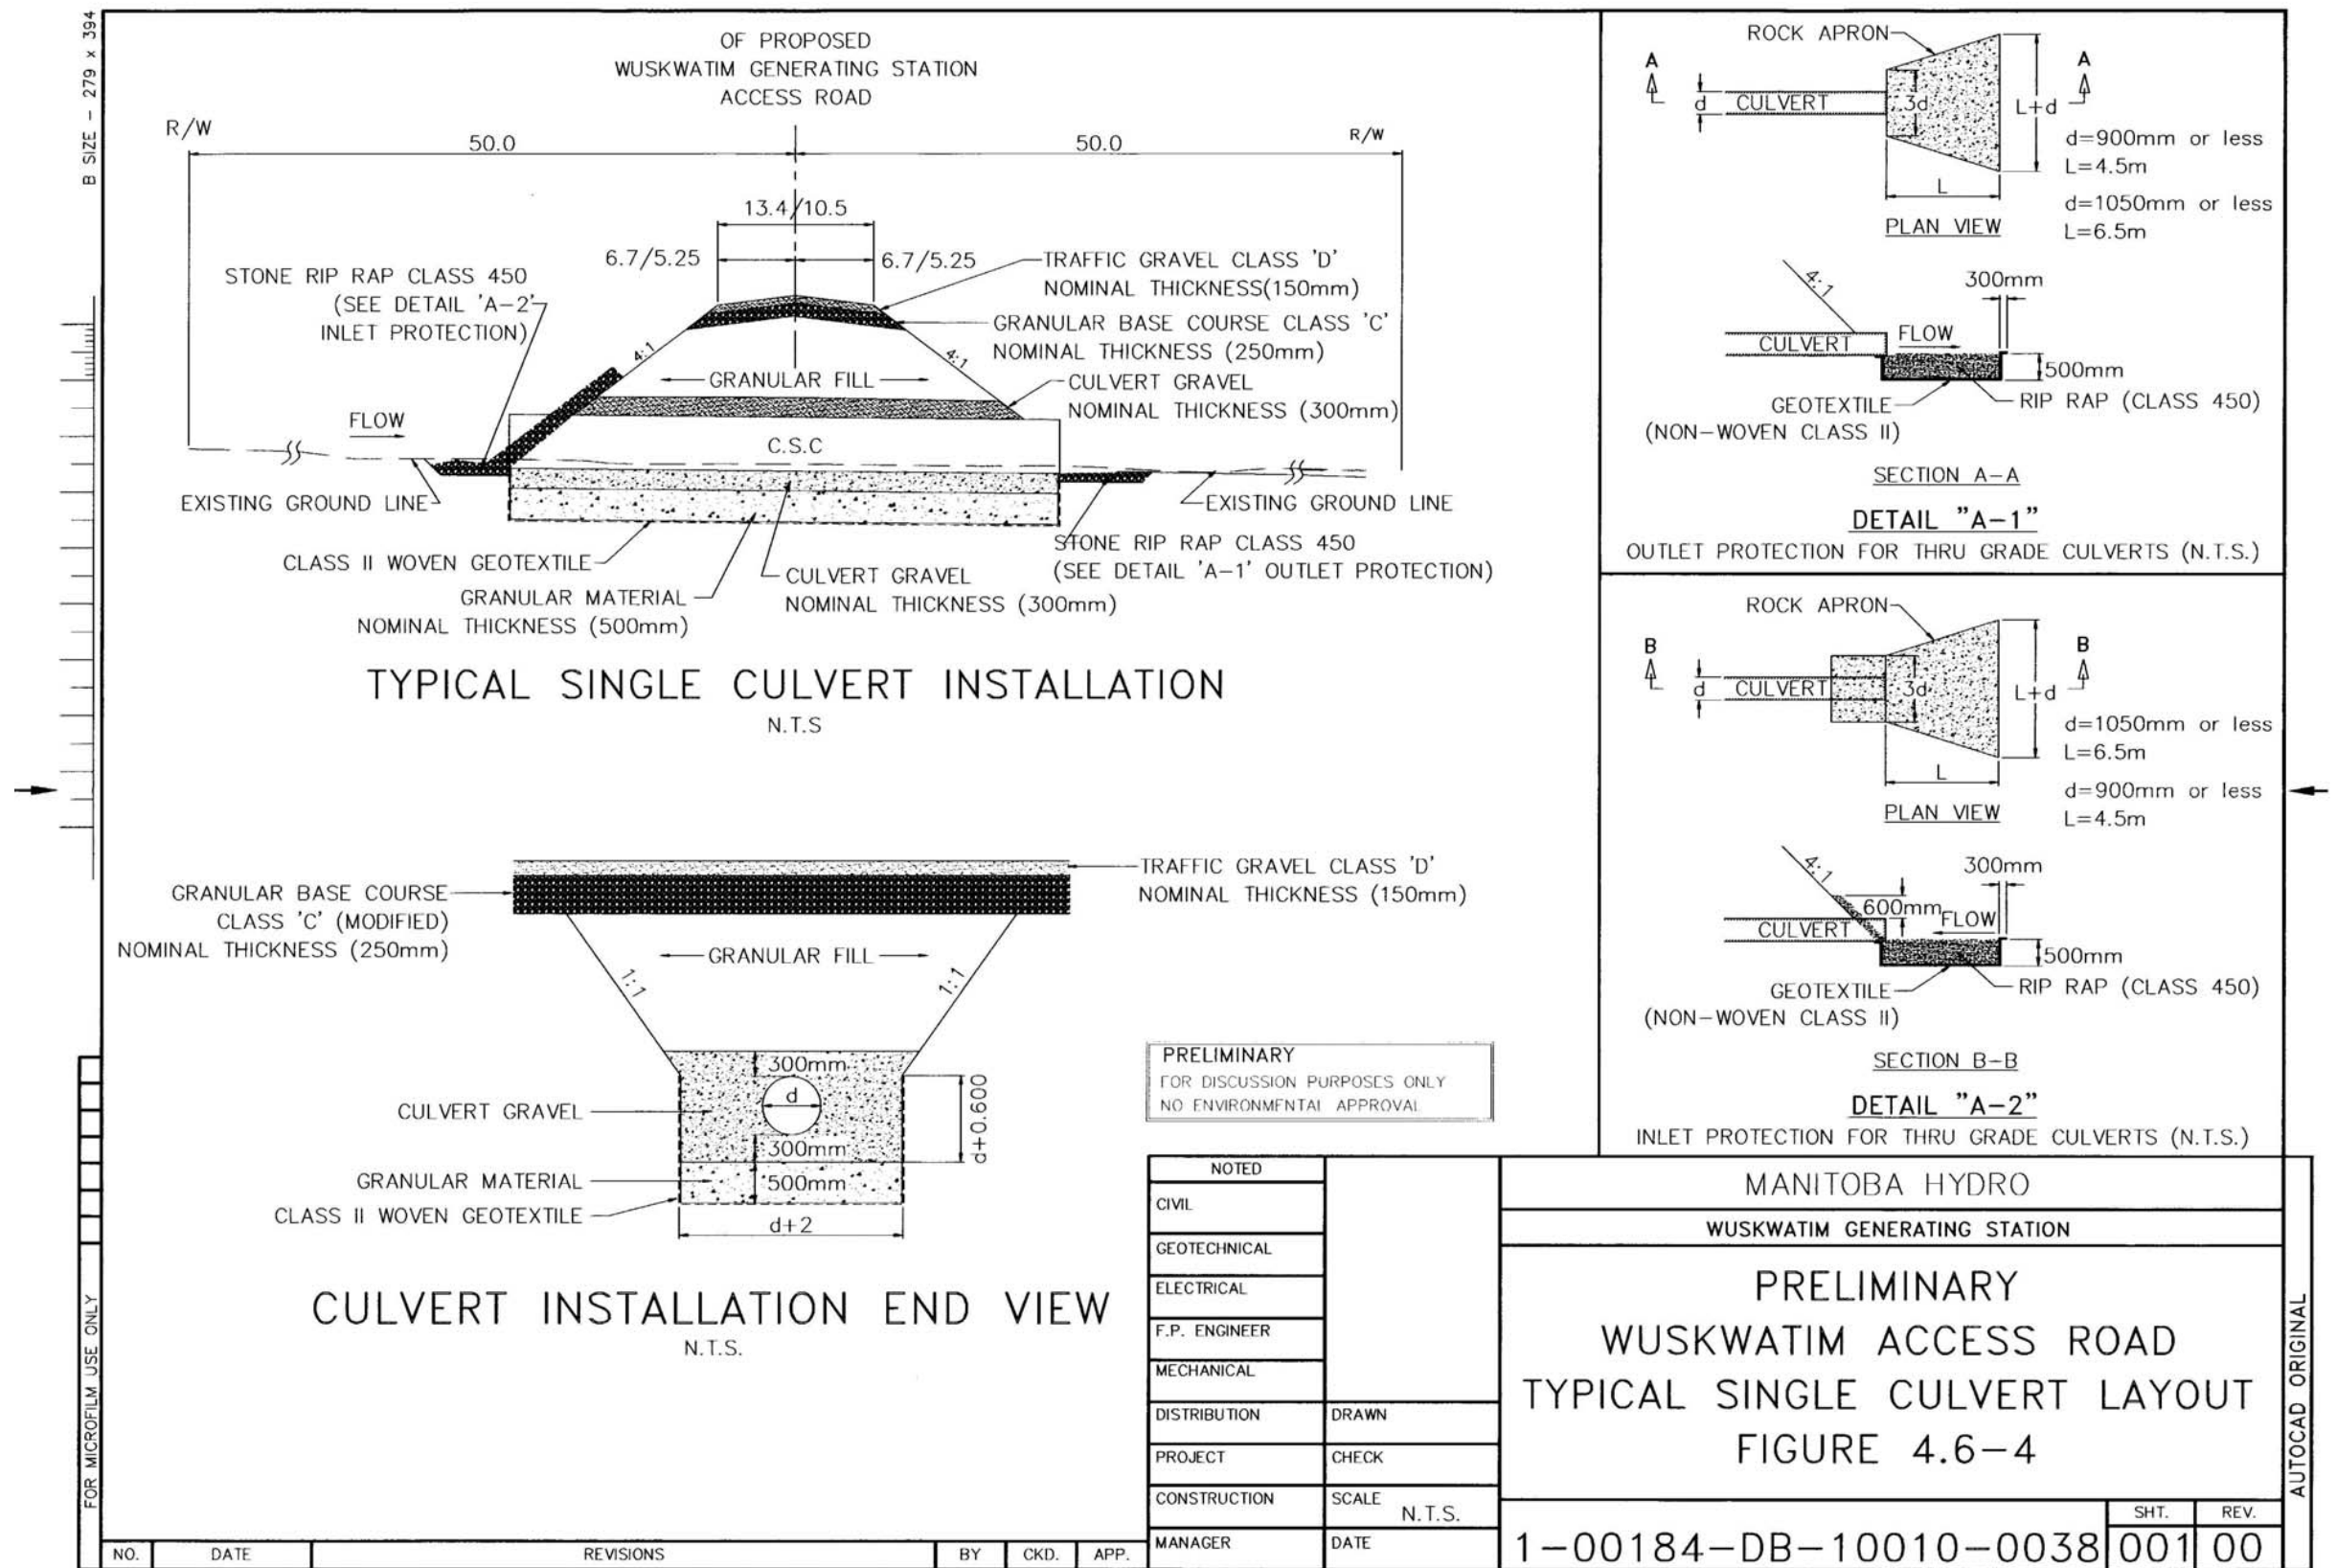 B SIZE - 279 x 394
OF PROPOSED
WUSKWATIM GENERATING STATION
ACCESS ROAD
R/W
50.0
50.0
R/W
13.4/10.5
6.7/5.25
6.7/5.25
STONE RIP RAP CLASS 450
(SEE DETAIL 'A-2'
INLET PROTECTION)
TRAFFIC GRAVEL CLASS 'D'
NOMINAL THICKNESS(150mm)
GRANULAR BASE COURSE CLASS 'C'
NOMINAL THICKNESS (250mm)
4:1
4:1
GRANULAR FILL
CULVERT GRAVEL
NOMINAL THICKNESS (300mm)
FLOW
C.S.C
EXISTING GROUND LINE
EXISTING GROUND LINE
CLASS II WOVEN GEOTEXTILE
STONE RIP RAP CLASS 450
(SEE DETAIL 'A-1' OUTLET PROTECTION)
CULVERT GRAVEL
NOMINAL THICKNESS (300mm)
GRANULAR MATERIAL
NOMINAL THICKNESS (500mm)
TYPICAL SINGLE CULVERT INSTALLATION
N.T.S
TRAFFIC GRAVEL CLASS 'D'
NOMINAL THICKNESS (150mm)
GRANULAR BASE COURSE
CLASS 'C' (MODIFIED)
NOMINAL THICKNESS (250mm)
GRANULAR FILL
1:1
1:1
300mm
d
CULVERT GRAVEL
d+0.600
300mm
GRANULAR MATERIAL
500mm
CLASS II WOVEN GEOTEXTILE
d+2
CULVERT INSTALLATION END VIEW
N.T.S.
ROCK APRON
A
A
d
CULVERT
3d
L+d
d=900mm or less
L=4.5m
d=1050mm or less
L=6.5m
L
PLAN VIEW
4:1
300mm
CULVERT
FLOW
500mm
GEOTEXTILE
(NON-WOVEN CLASS II)
RIP RAP (CLASS 450)
SECTION A-A
DETAIL "A-1"
OUTLET PROTECTION FOR THRU GRADE CULVERTS (N.T.S.)
ROCK APRON
B
B
d
CULVERT
3d
L+d
d=1050mm or less
L=6.5m
d=900mm or less
L=4.5m
L
PLAN VIEW
4:1
300mm
600mm
FLOW
CULVERT
500mm
GEOTEXTILE
(NON-WOVEN CLASS II)
RIP RAP (CLASS 450)
SECTION B-B
DETAIL "A-2"
INLET PROTECTION FOR THRU GRADE CULVERTS (N.T.S.)
PRELIMINARY
FOR DISCUSSION PURPOSES ONLY
NO ENVIRONMENTAL APPROVAL
NOTED
CIVIL
GEOTECHNICAL
ELECTRICAL
F.P. ENGINEER
MECHANICAL
DISTRIBUTION
DRAWN
PROJECT
CHECK
CONSTRUCTION
SCALE
N.T.S.
MANAGER
DATE
MANITOBA HYDRO
WUSKWATIM GENERATING STATION
PRELIMINARY
WUSKWATIM ACCESS ROAD
TYPICAL SINGLE CULVERT LAYOUT
FIGURE 4.6-4
1-00184-DB-10010-0038
SHT.
001
REV.
00
AUTOCAD ORIGINAL
FOR MICROFILM USE ONLY
NO.
DATE
REVISIONS
BY
CKD.
APP.